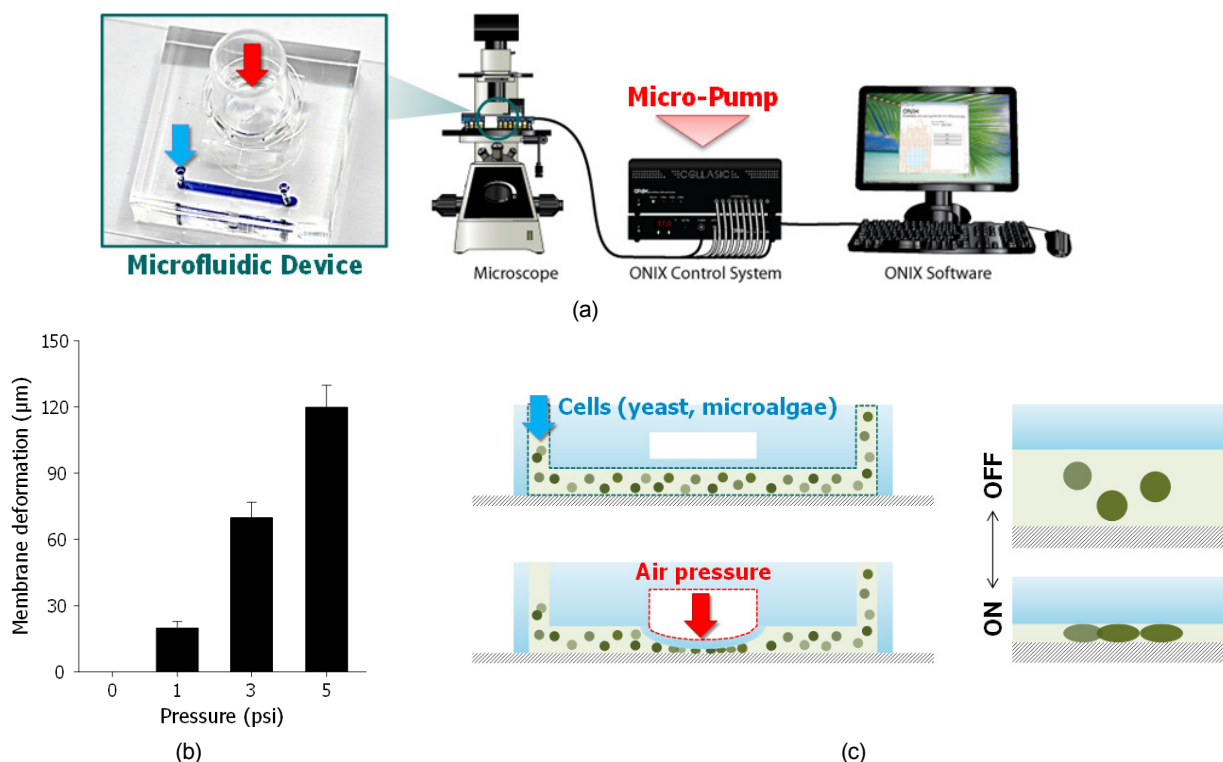 Microfluidic Device
Microscope
Micro-Pump
ONIX Control System
ONIX
ONIX Software
(a)
Membrane deformation (µm)
150
120
90
60
30
0
0 1 3 5
Pressure (psi)
(b)
Cells (yeast, microalgae)
Air pressure
OFF
ON
(c)